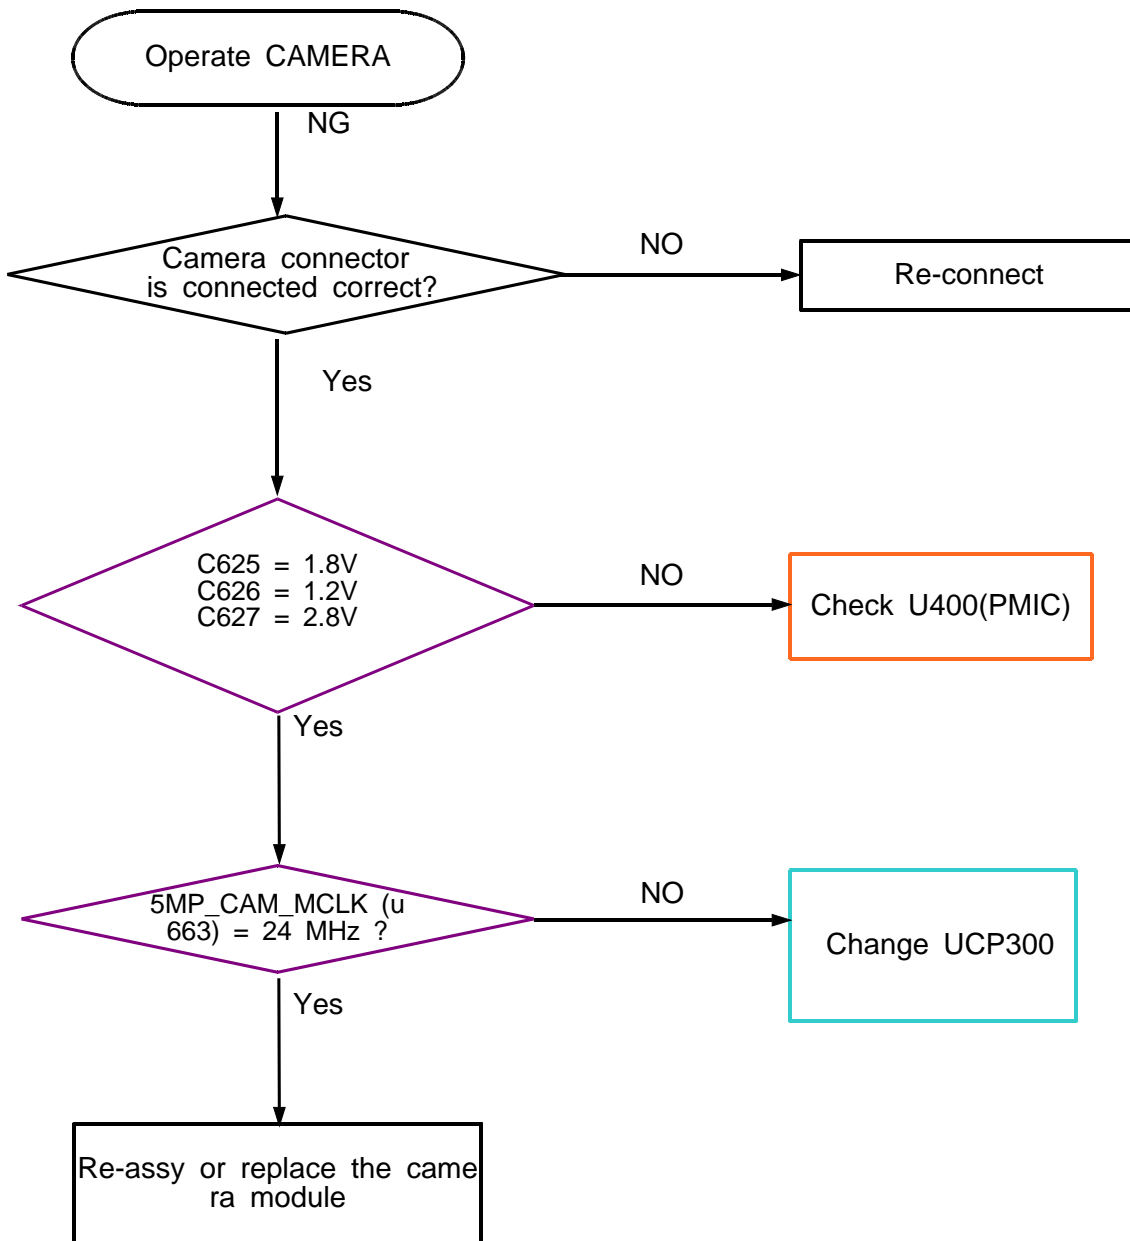 Operate CAMERA
NG
Camera connector
is connected correct?
NO
Re-connect
Yes
C625 = 1.8V
C626 = 1.2V
C627 = 2.8V
NO
Check U400(PMIC)
Yes
5MP_CAM_MCLK (u
663) = 24 MHz ?
NO
Change UCP300
Yes
Re-assy or replace the came
ra module